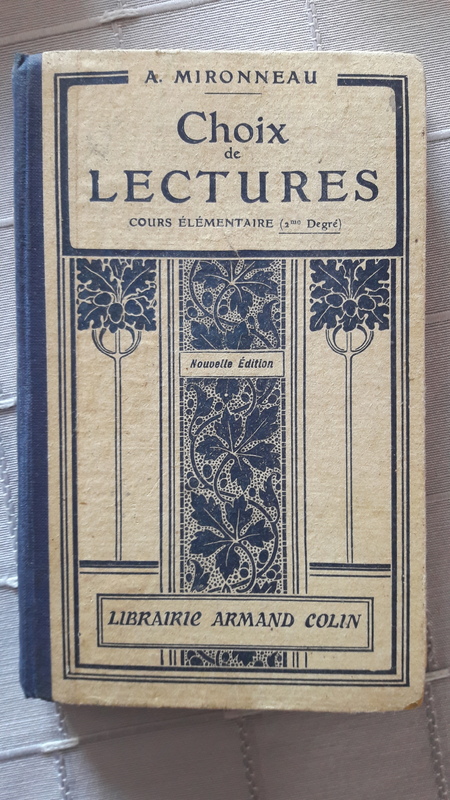 A. MIRONNEAU
Choix
de
LECTURES
COURS ÉLÉMENTAIRE (2me Degré)
Nouvelle Édition
LIBRAIRIE ARMAND COLIN